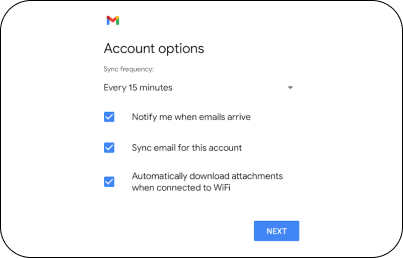 Account options
Sync frequency:
Every 15 minutes
Notify me when emails arrive
Sync email for this account
Automatically download attachments
when connected to WiFi
NEXT